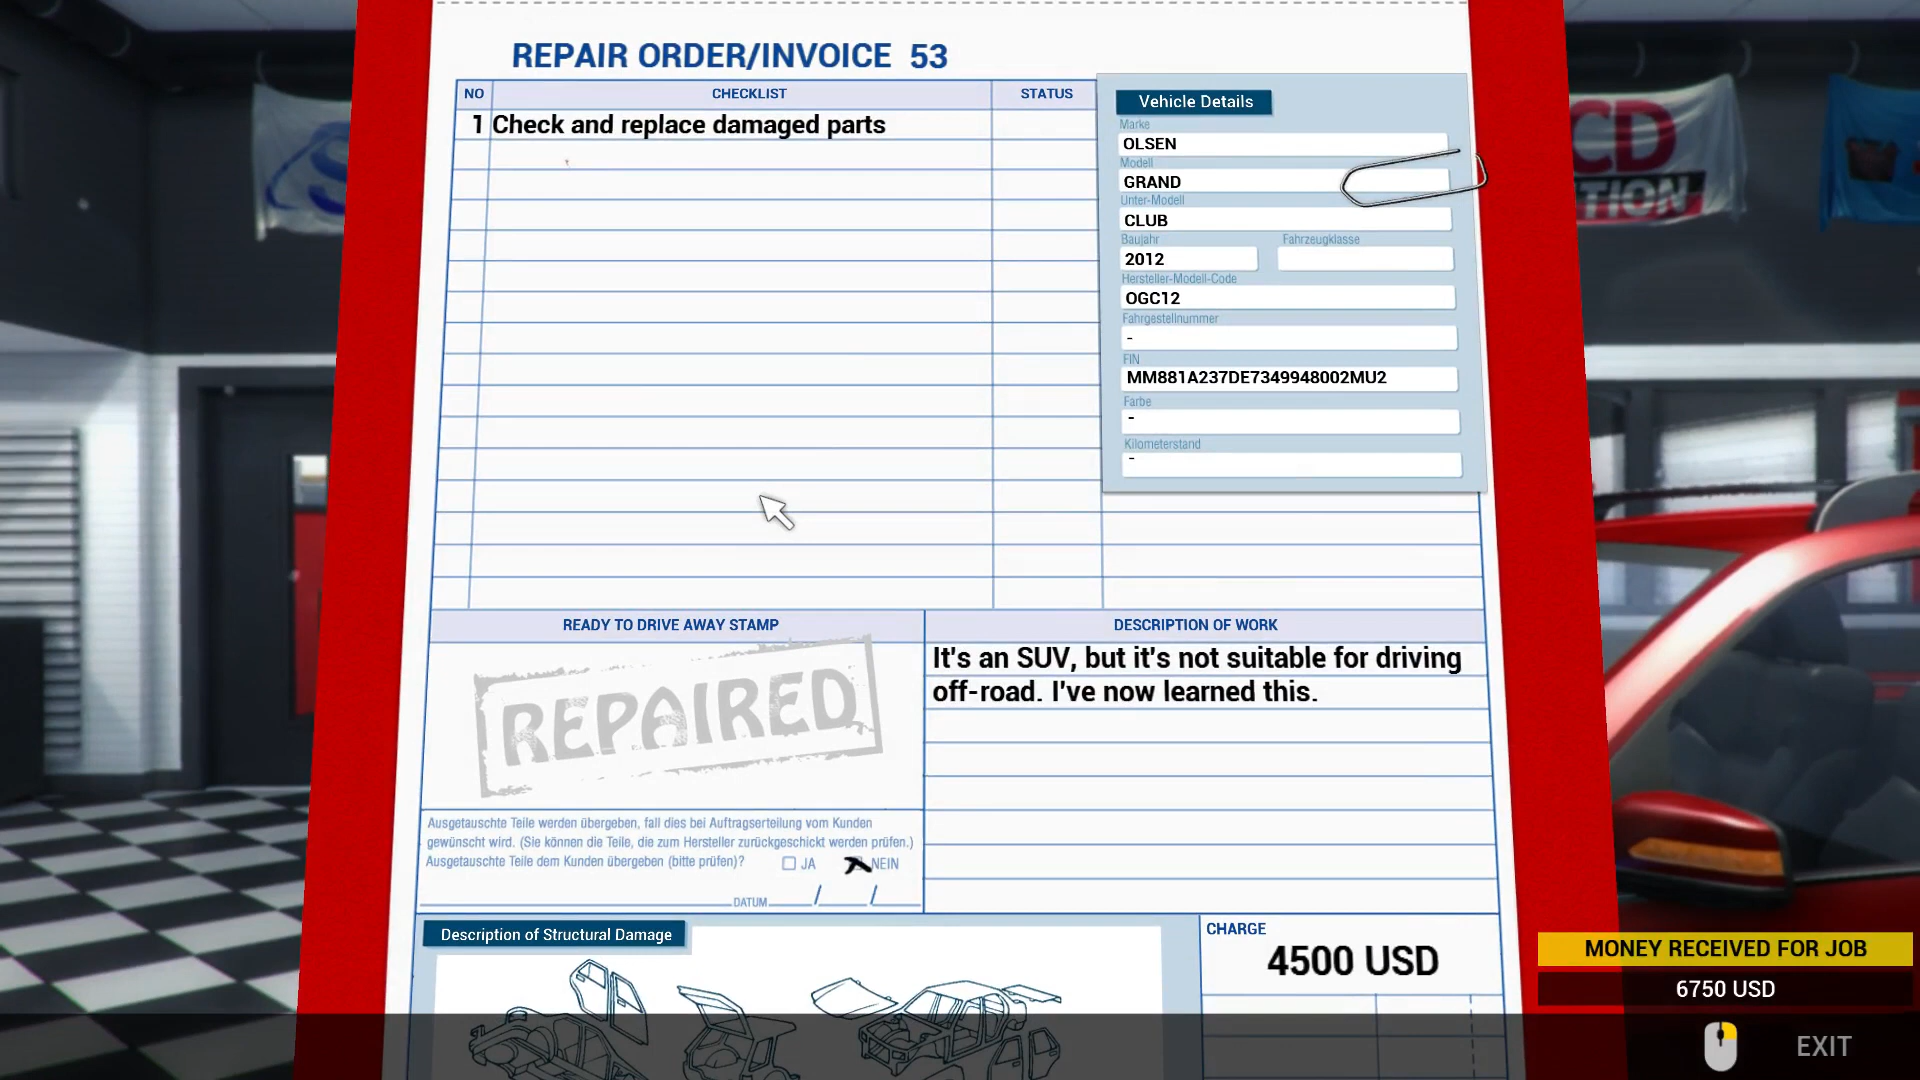 REPAIR ORDER/INVOICE 53
NO CHECKLIST STATUS
1 Check and replace damaged parts
Vehicle Details
Marke
OLSEN
Modell
GRAND
Unter-Modell
CLUB
Baujahr Fahrzeugklasse
2012
Hersteller-Modell-Code
OGC12
Fahrgestellnummer
-
FIN
MM881A237DE7349948002MU2
Farbe
-
Kilometerstand
-
CD
TION
READY TO DRIVE AWAY STAMP
REPAIRED
DESCRIPTION OF WORK
It's an SUV, but it's not suitable for driving
off-road. I've now learned this.
Ausgetauschte Teile werden übergeben, fall dies bei Auftragserteilung vom Kunden
gewünscht wird. (Sie können die Teile, die zum Hersteller zurückgeschickt werden prüfen.)
Ausgetauschte Teile dem Kunden übergeben (bitte prüfen)? JA NEIN
DATUM / /
Description of Structural Damage
CHARGE
4500 USD
MONEY RECEIVED FOR JOB
6750 USD
EXIT